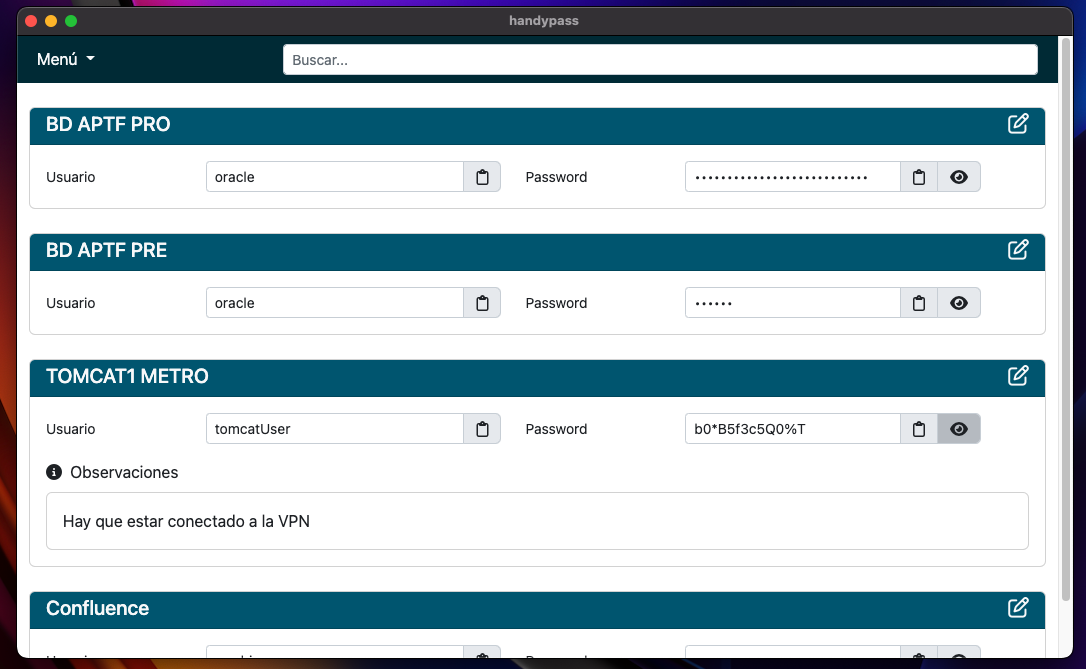 handypass
Menú
Buscar...
BD APTF PRO
Usuario oracle Password ••••••••••••••••••••••••••••
BD APTF PRE
Usuario oracle Password ••••••
TOMCAT1 METRO
Usuario tomcatUser Password b0*B5f3c5Q0%T
Observaciones
Hay que estar conectado a la VPN
Confluence